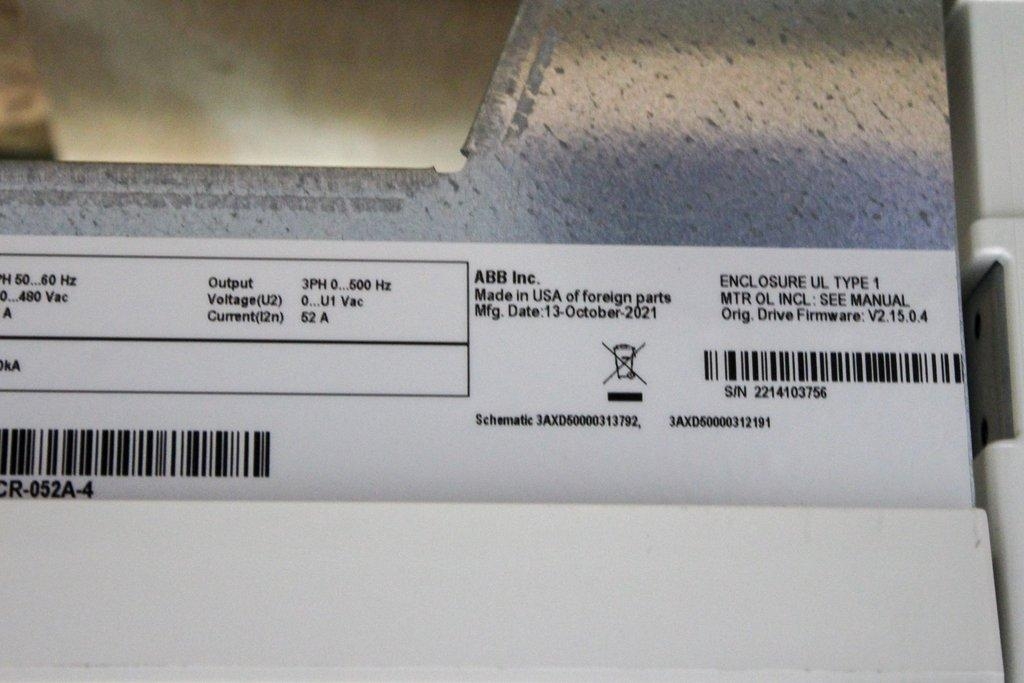 PH 50...60 Hz
0...480 Vac
A
Output 3PH 0...500 Hz
Voltage(U2) 0...U1 Vac
Current(I2n) 52 A
0kA
CR-052A-4
ABB Inc.
Made in USA of foreign parts
Mfg. Date:13-October-2021
Schematic 3AXD50000313792, 3AXD50000312191
ENCLOSURE UL TYPE 1
MTR OL INCL: SEE MANUAL
Orig. Drive Firmware: V2.15.0.4
S/N 2214103756